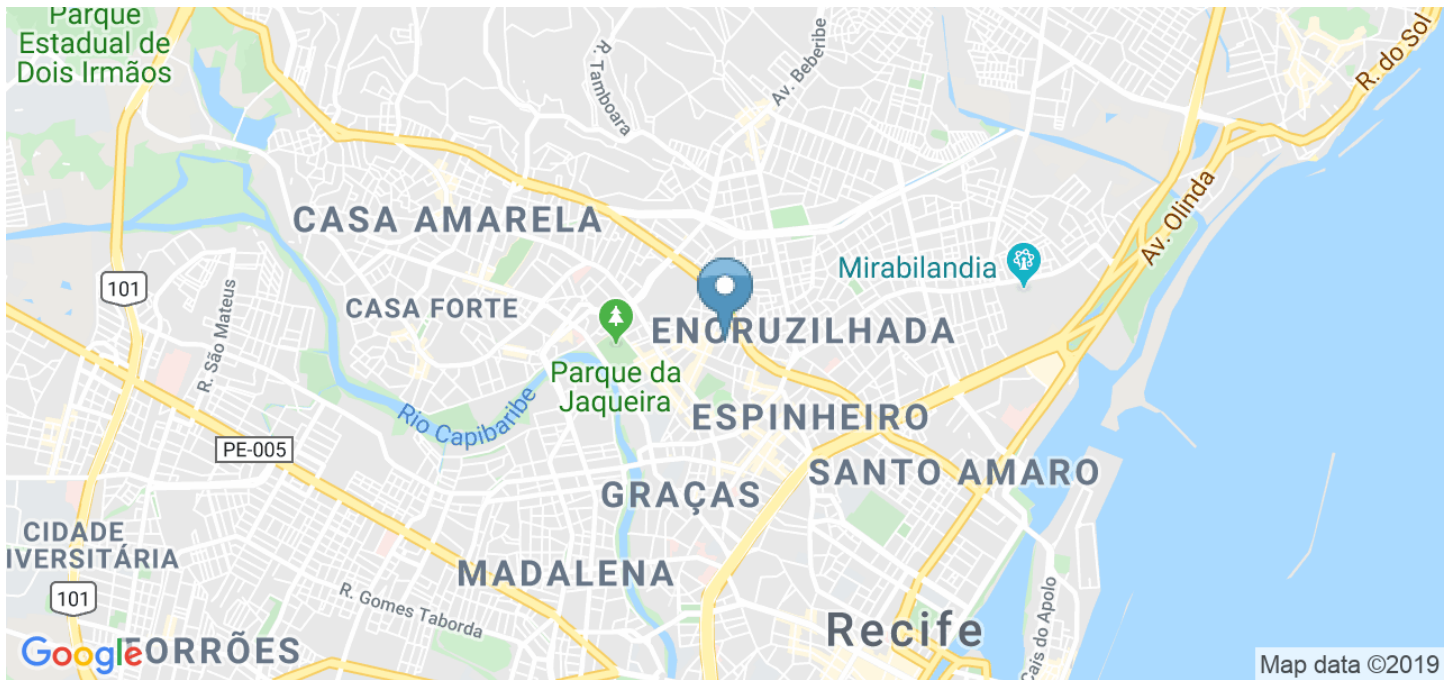 Parque
Estadual de
Dois Irmãos
R. Tamboara
Av. Beberibe
R. do Sol
Av. Olinda
CASA AMARELA
Mirabilandia
101
R. São Mateus
CASA FORTE
ENCRUZILHADA
Parque da
Jaqueira
Rio Capibaribe
ESPINHEIRO
PE-005
SANTO AMARO
GRAÇAS
CIDADE
IVERSITÁRIA
MADALENA
101
R. Gomes Taborda
Cais do Apolo
Recife
Google
ORRÕES
Map data ©2019